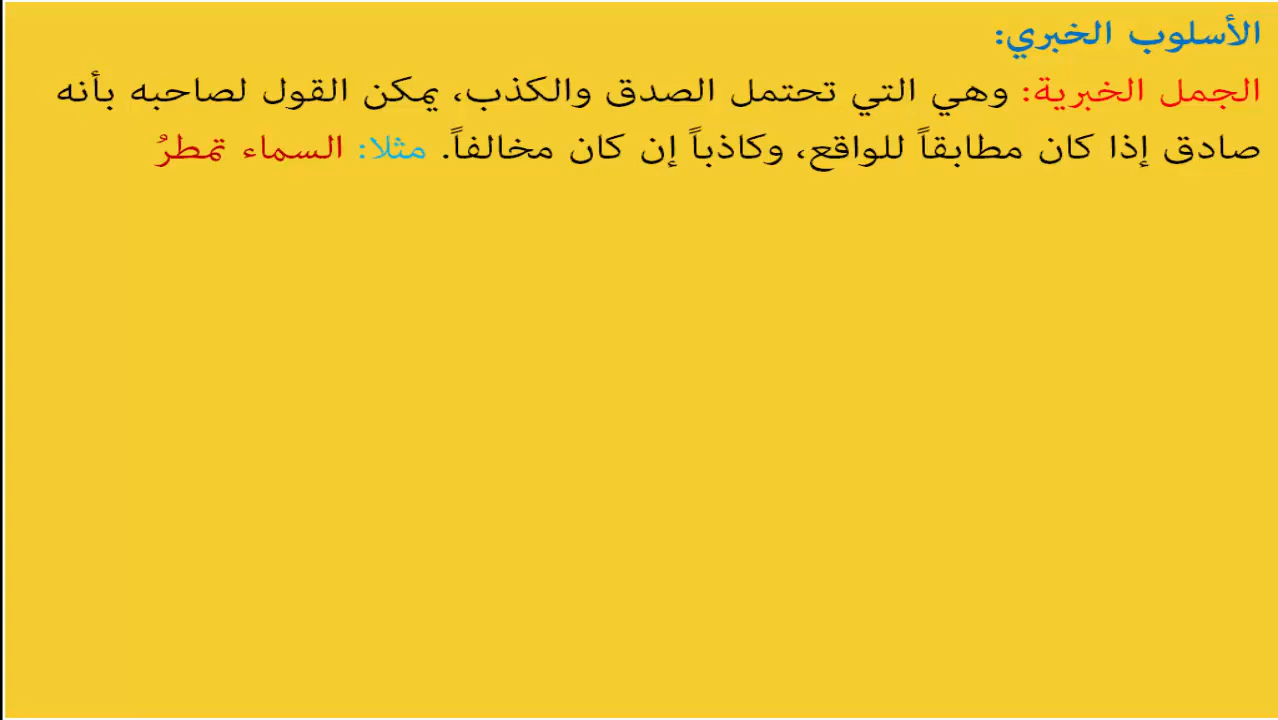 الأسلوب الخبري:
الجمل الخبرية: وهي التي تحتمل الصدق والكذب، يمكن القول لصاحبه بأنه
صادق إذا كان مطابقاً للواقع، وكاذباً إن كان مخالفاً. مثلا: السماء تمطرُ